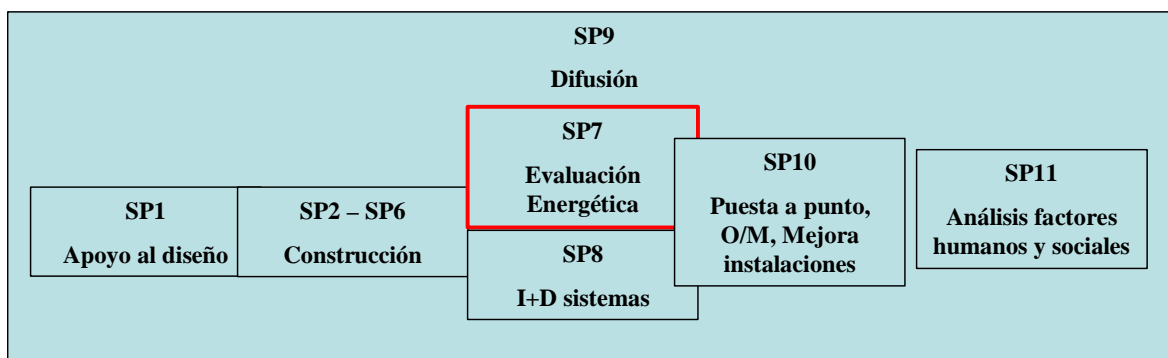 SP9
Difusión
SP7
Evaluación
Energética
SP10
Puesta a punto,
O/M, Mejora
instalaciones
SP11
Análisis factores
humanos y sociales
SP1
Apoyo al diseño
SP2 – SP6
Construcción
SP8
I+D sistemas